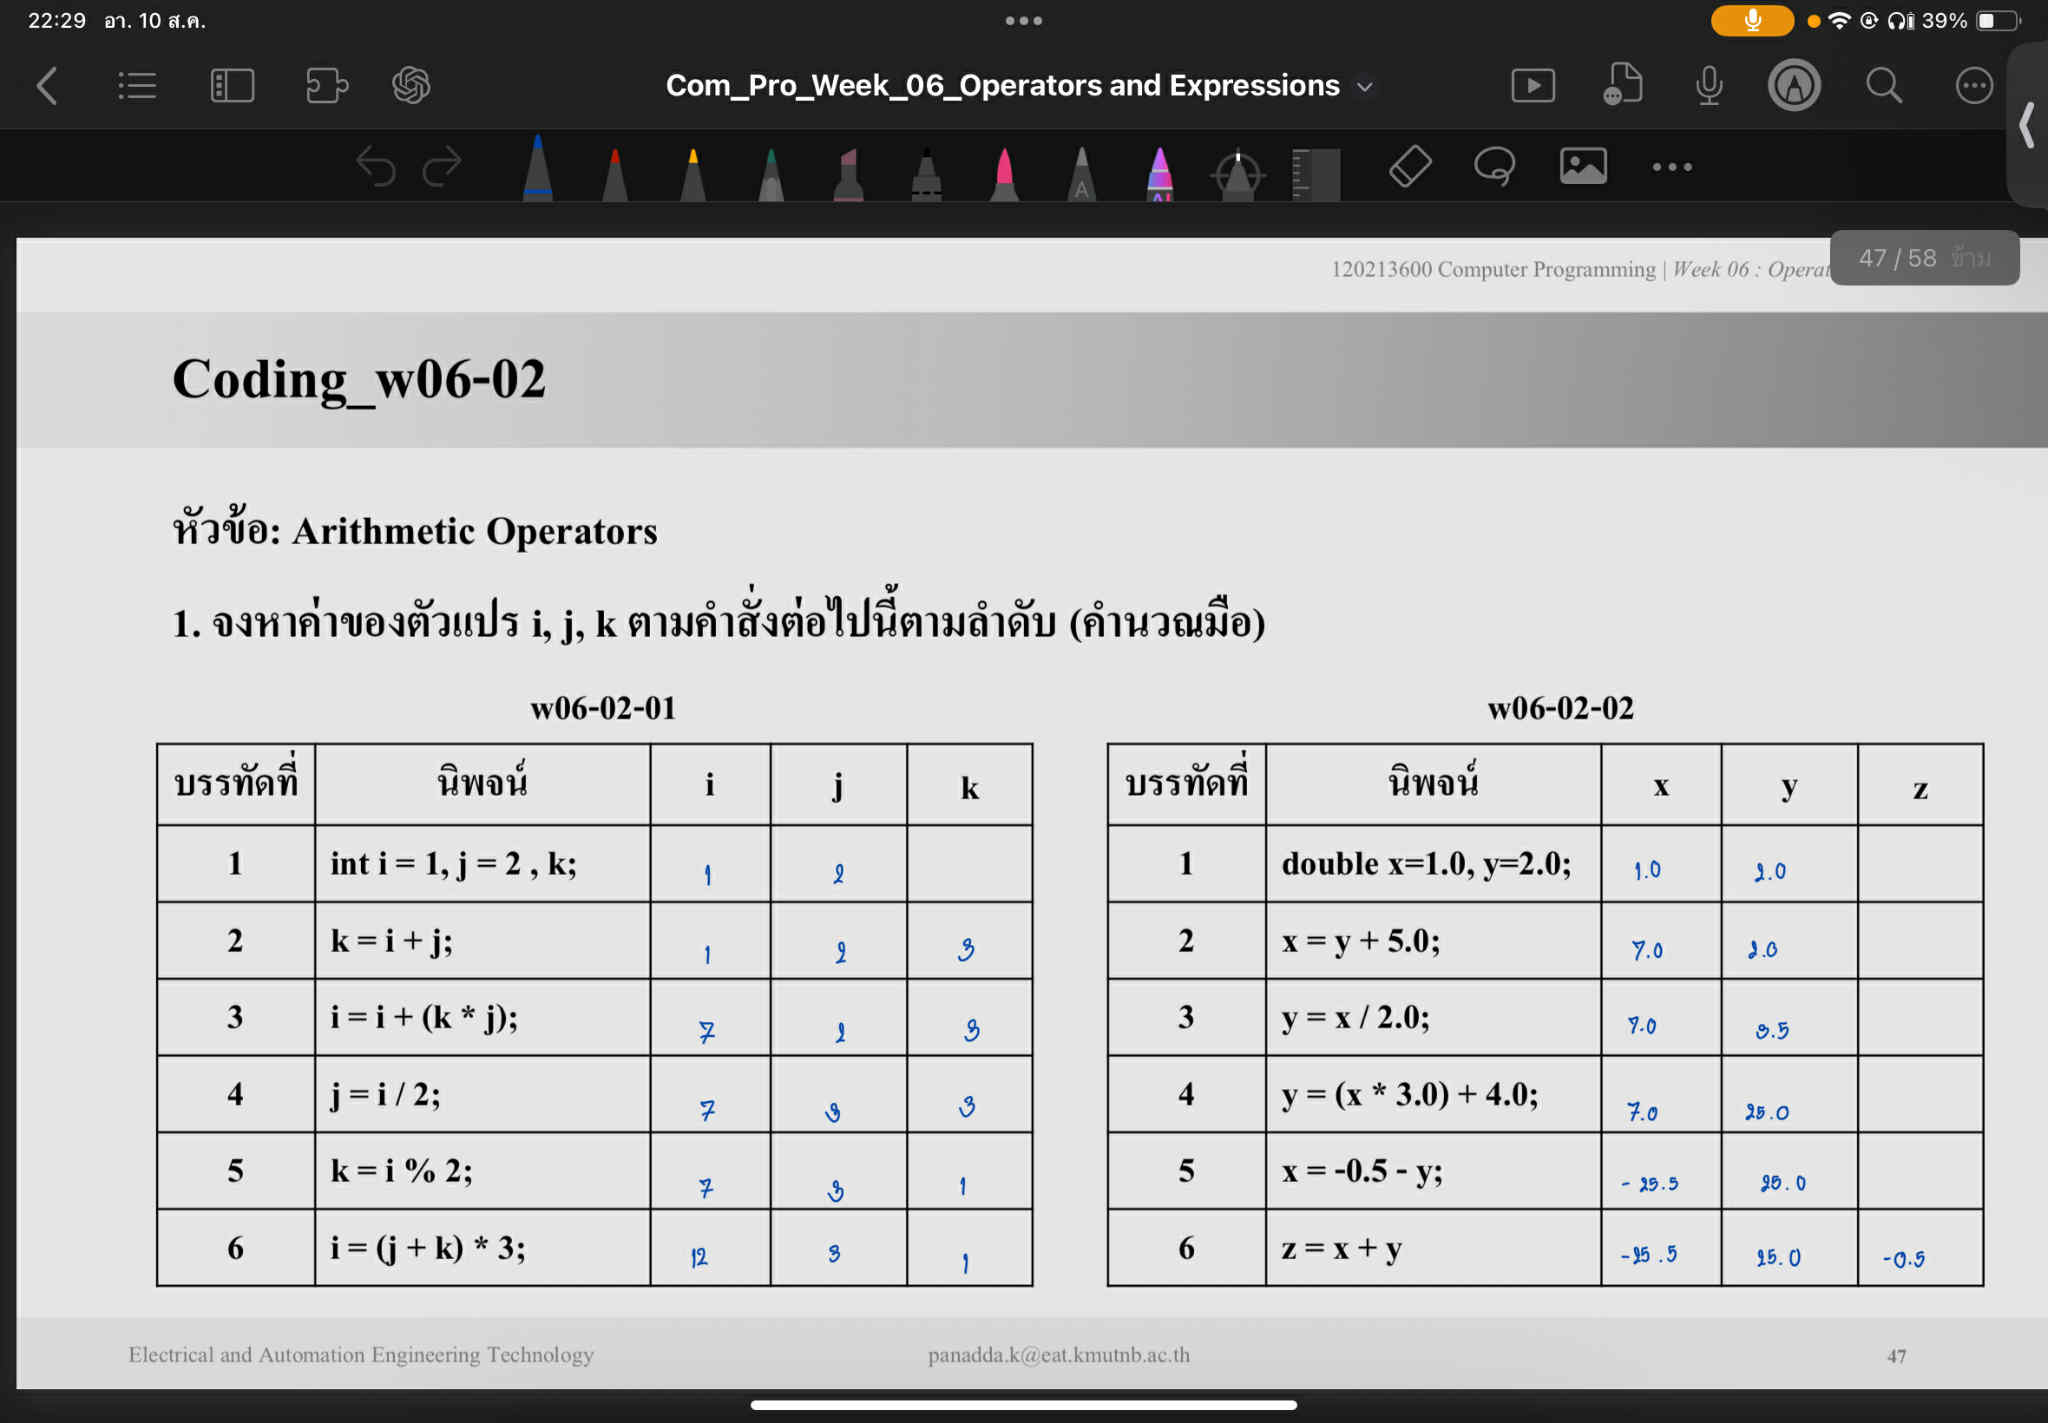 22:29 อา. 10 ส.ค.
39%
Com_Pro_Week_06_Operators and Expressions
A
AI
120213600 Computer Programming | Week 06 : Operat
47 / 58 ข้าม
Coding_w06-02
หัวข้อ: Arithmetic Operators
1. จงหาค่าของตัวแปร i, j, k ตามคำสั่งต่อไปนี้ตามลำดับ (คำนวณมือ)
w06-02-01
บรรทัดที่ นิพจน์ i j k
1 int i = 1, j = 2 , k; 1 2
2 k = i + j; 1 2 3
3 i = i + (k * j); 7 2 3
4 j = i / 2; 7 3 3
5 k = i % 2; 7 3 1
6 i = (j + k) * 3; 12 3 1
w06-02-02
บรรทัดที่ นิพจน์ x y z
1 double x=1.0, y=2.0; 1.0 2.0
2 x = y + 5.0; 7.0 2.0
3 y = x / 2.0; 7.0 3.5
4 y = (x * 3.0) + 4.0; 7.0 25.0
5 x = -0.5 - y; - 25.5 25.0
6 z = x + y -25.5 25.0 -0.5
Electrical and Automation Engineering Technology panadda.k@eat.kmutnb.ac.th 47